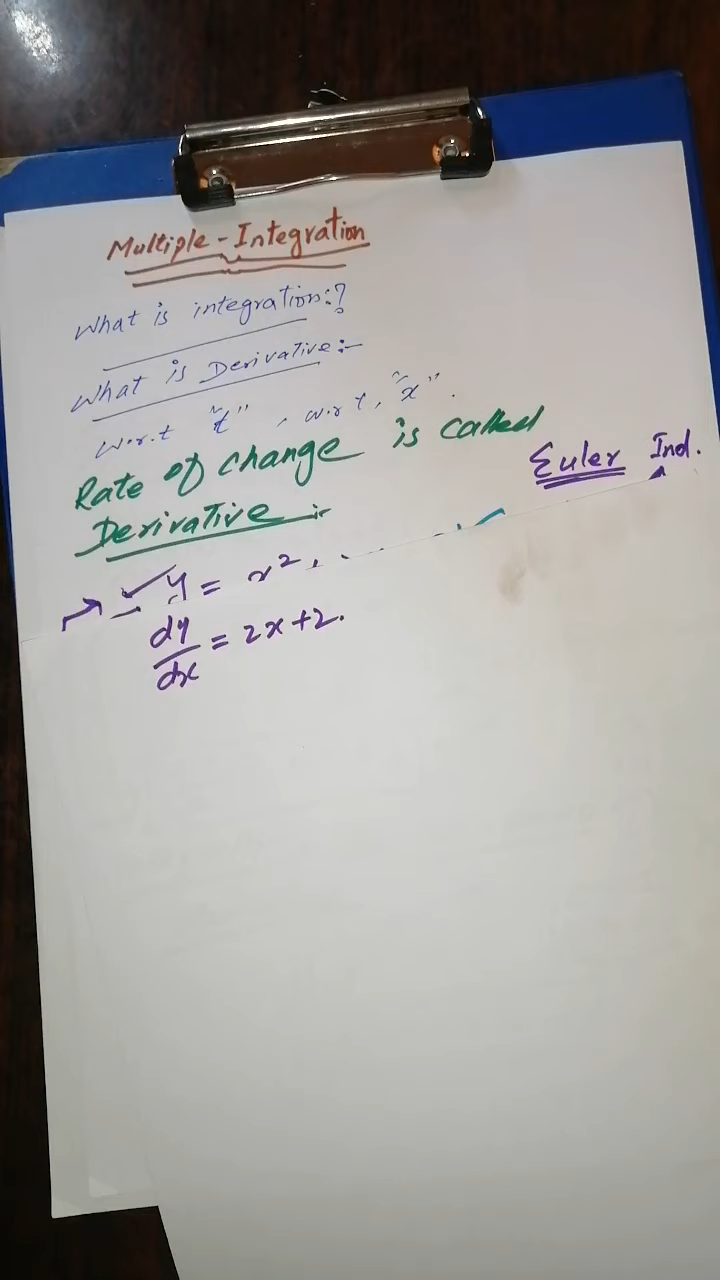 Multiple-Integration
What is integration:?
What is Derivative:-
w.r.t "t", w.r.t, "x".
Rate of change is called
Derivative:-
Euler Ind.
y = x²,
dy/dx = 2x+2.